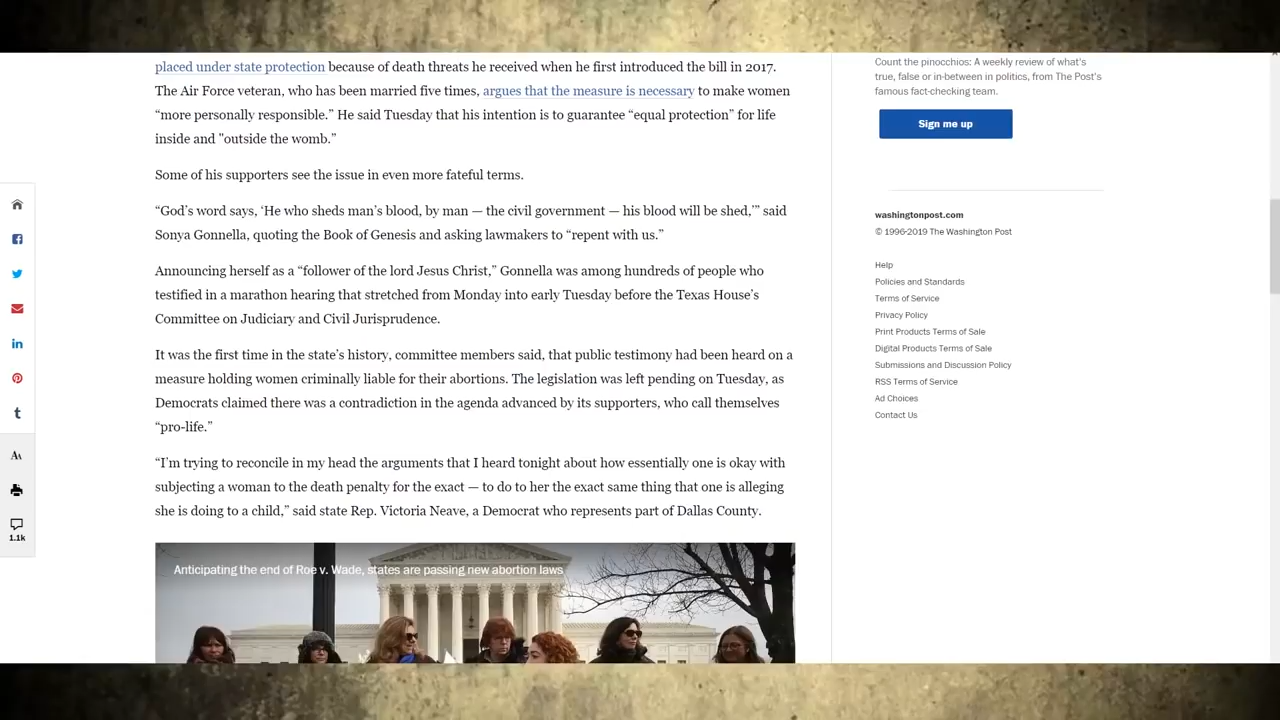 placed under state protection because of death threats he received when he first introduced the bill in 2017.
The Air Force veteran, who has been married five times, argues that the measure is necessary to make women
“more personally responsible.” He said Tuesday that his intention is to guarantee “equal protection” for life
inside and "outside the womb.”
Some of his supporters see the issue in even more fateful terms.
“God’s word says, ‘He who sheds man’s blood, by man — the civil government — his blood will be shed,’” said
Sonya Gonnella, quoting the Book of Genesis and asking lawmakers to “repent with us.”
Announcing herself as a “follower of the lord Jesus Christ,” Gonnella was among hundreds of people who
testified in a marathon hearing that stretched from Monday into early Tuesday before the Texas House’s
Committee on Judiciary and Civil Jurisprudence.
It was the first time in the state’s history, committee members said, that public testimony had been heard on a
measure holding women criminally liable for their abortions. The legislation was left pending on Tuesday, as
Democrats claimed there was a contradiction in the agenda advanced by its supporters, who call themselves
“pro-life.”
“I’m trying to reconcile in my head the arguments that I heard tonight about how essentially one is okay with
subjecting a woman to the death penalty for the exact — to do to her the exact same thing that one is alleging
she is doing to a child,” said state Rep. Victoria Neave, a Democrat who represents part of Dallas County.
Anticipating the end of Roe v. Wade, states are passing new abortion laws
Count the pinocchios: A weekly review of what's
true, false or in-between in politics, from The Post's
famous fact-checking team.
Sign me up
washingtonpost.com
© 1996-2019 The Washington Post
Help
Policies and Standards
Terms of Service
Privacy Policy
Print Products Terms of Sale
Digital Products Terms of Sale
Submissions and Discussion Policy
RSS Terms of Service
Ad Choices
Contact Us
1.1k